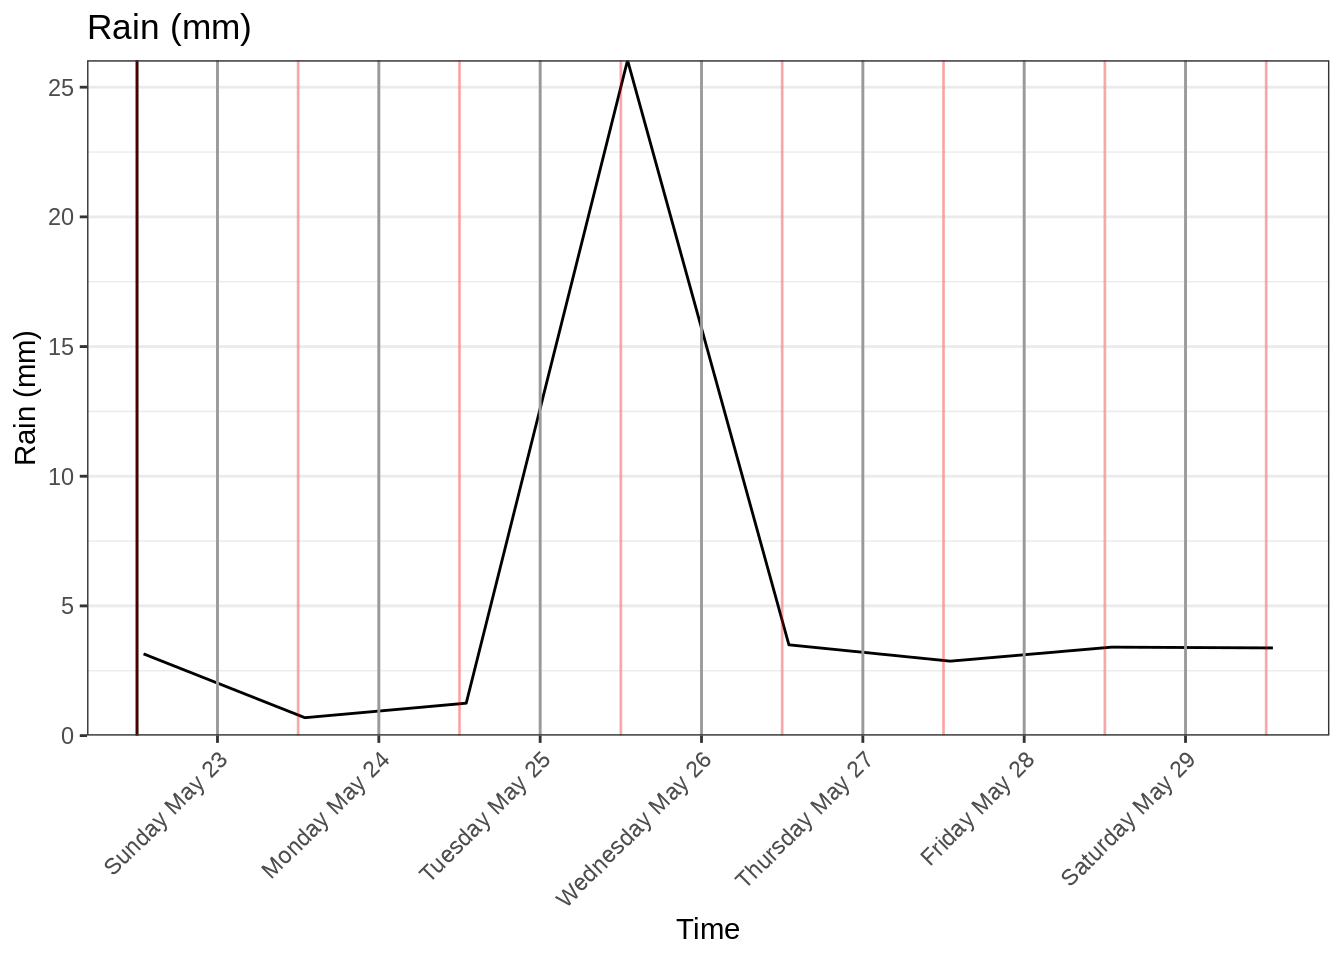 Rain (mm)
Rain (mm)
25
20
15
10
5
0
Sunday May 23
Monday May 24
Tuesday May 25
Wednesday May 26
Thursday May 27
Friday May 28
Saturday May 29
Time